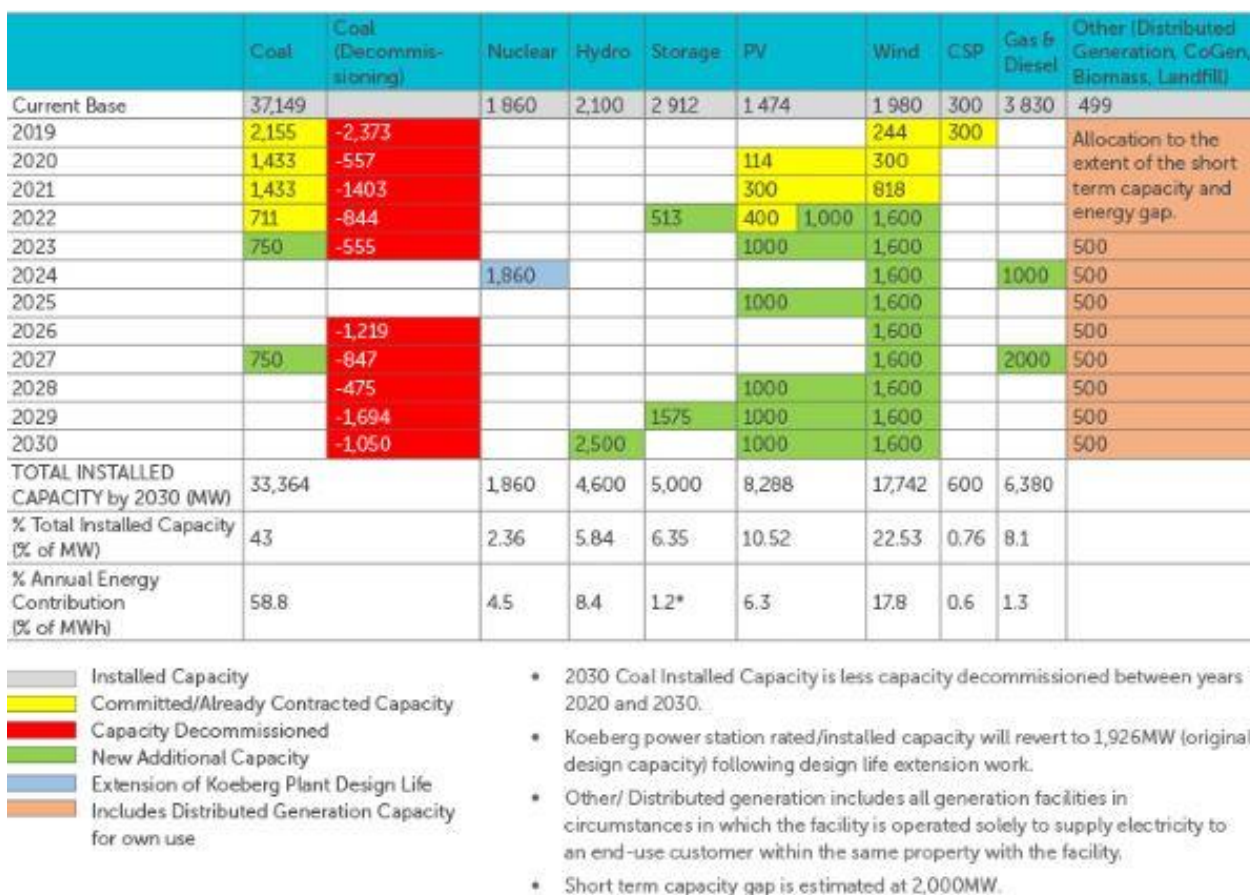 Coal Coal (Decommis- sioning) Nuclear Hydro Storage PV Wind CSP Gas & Diesel Other (Distributed Generation, CoGen, Biomass, Landfill)
Current Base 37,149 1 860 2,100 2 912 1 474 1 980 300 3 830 499
2019 2,155 -2,373 244 300 Allocation to the extent of the short term capacity and energy gap.
2020 1,433 -557 114 300
2021 1,433 -1403 300 818
2022 711 -844 513 400 1,000 1,600
2023 750 -555 1000 1,600 500
2024 1,860 1,600 1000 500
2025 1000 1,600 500
2026 -1,219 1,600 500
2027 750 -847 1,600 2000 500
2028 -475 1000 1,600 500
2029 -1,694 1575 1000 1,600 500
2030 -1,050 2,500 1000 1,600 500
TOTAL INSTALLED CAPACITY by 2030 (MW) 33,364 1,860 4,600 5,000 8,288 17,742 600 6,380
% Total Installed Capacity (% of MW) 43 2.36 5.84 6.35 10.52 22.53 0.76 8.1
% Annual Energy Contribution (% of MWh) 58.8 4.5 8.4 1.2* 6.3 17.8 0.6 1.3
Installed Capacity
Committed/Already Contracted Capacity
Capacity Decommissioned
New Additional Capacity
Extension of Koeberg Plant Design Life
Includes Distributed Generation Capacity
for own use
• 2030 Coal Installed Capacity is less capacity decommissioned between years
2020 and 2030.
• Koeberg power station rated/installed capacity will revert to 1,926MW (original
design capacity) following design life extension work.
• Other/ Distributed generation includes all generation facilities in
circumstances in which the facility is operated solely to supply electricity to
an end-use customer within the same property with the facility.
• Short term capacity gap is estimated at 2,000MW.